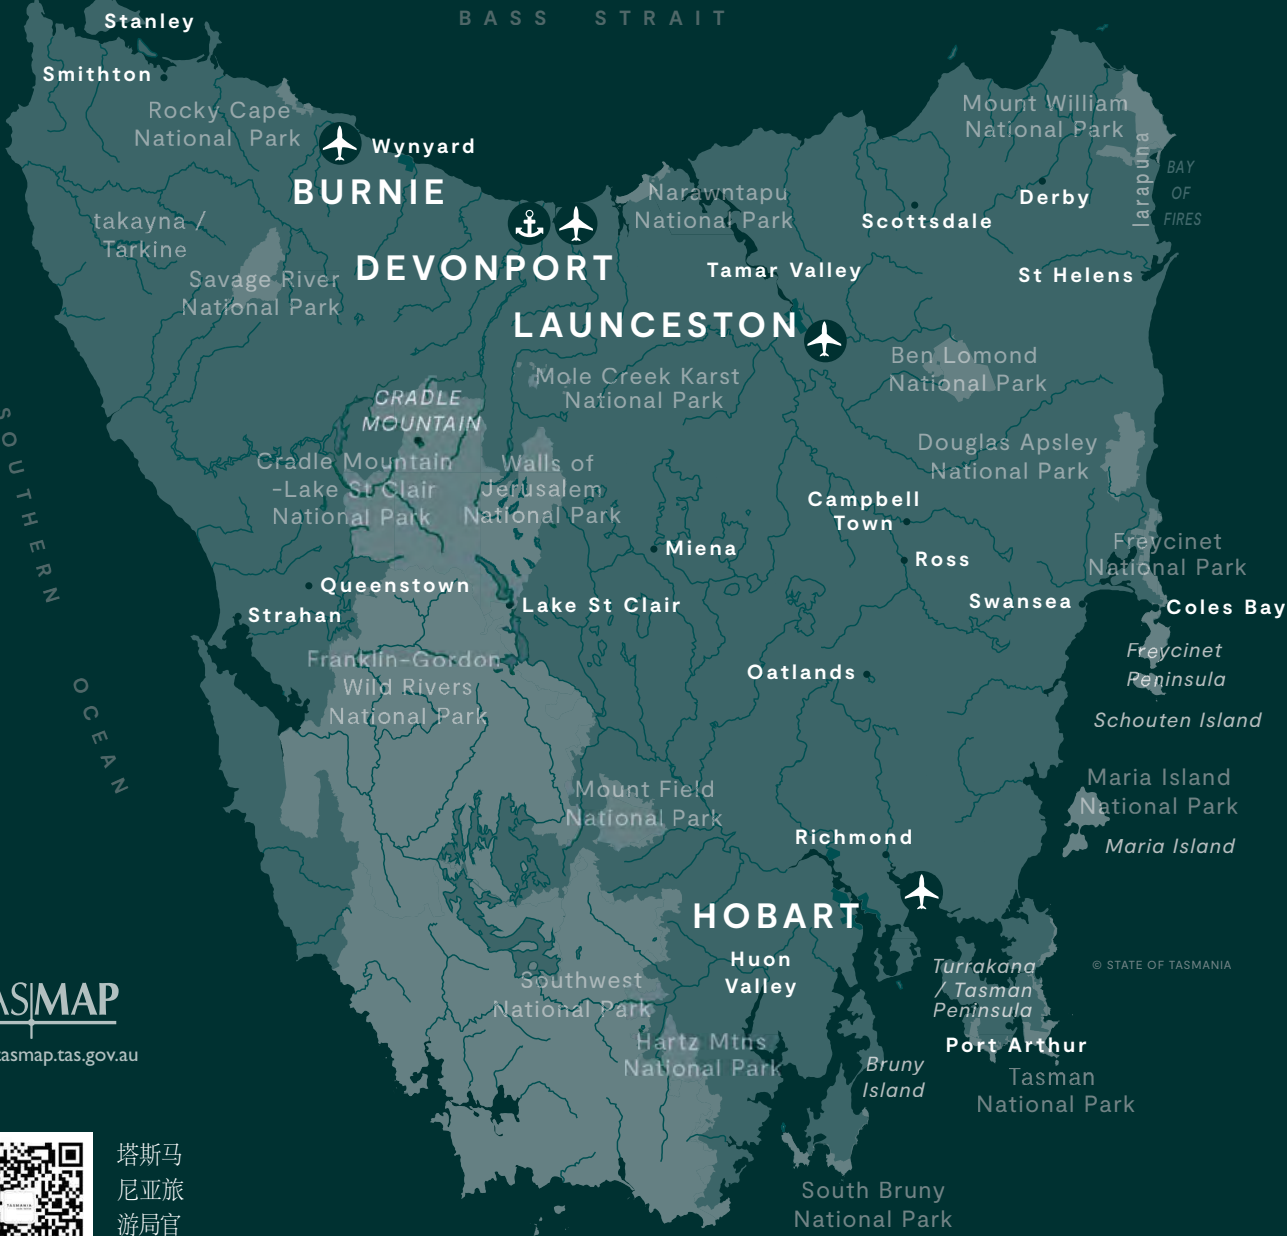 BASS STRAIT
Stanley
Smithton
Rocky Cape
National Park
Wynyard
BURNIE
Mount William
National Park
larapuna
BAY
OF
FIRES
Derby
Scottsdale
Narawntapu
National Park
takayna /
Tarkine
Savage River
National Park
DEVONPORT
Tamar Valley
St Helens
LAUNCESTON
Ben Lomond
National Park
Mole Creek Karst
National Park
CRADLE
MOUNTAIN
Cradle Mountain
-Lake St Clair
National Park
Walls of
Jerusalem
National Park
Douglas Apsley
National Park
Campbell
Town
Miena
Ross
Freycinet
National Park
Queenstown
Strahan
Lake St Clair
Swansea
Coles Bay
Freycinet
Peninsula
Schouten Island
Oatlands
Franklin-Gordon
Wild Rivers
National Park
SOUTHERN OCEAN
Mount Field
National Park
Maria Island
National Park
Maria Island
Richmond
HOBART
Huon
Valley
Turrakana
/ Tasman
Peninsula
© STATE OF TASMANIA
Port Arthur
Tasman
National Park
Southwest
National Park
Hartz Mtns
National Park
Bruny
Island
South Bruny
National Park
AS MAP
tasmap.tas.gov.au
塔斯马
尼亚旅
游局官